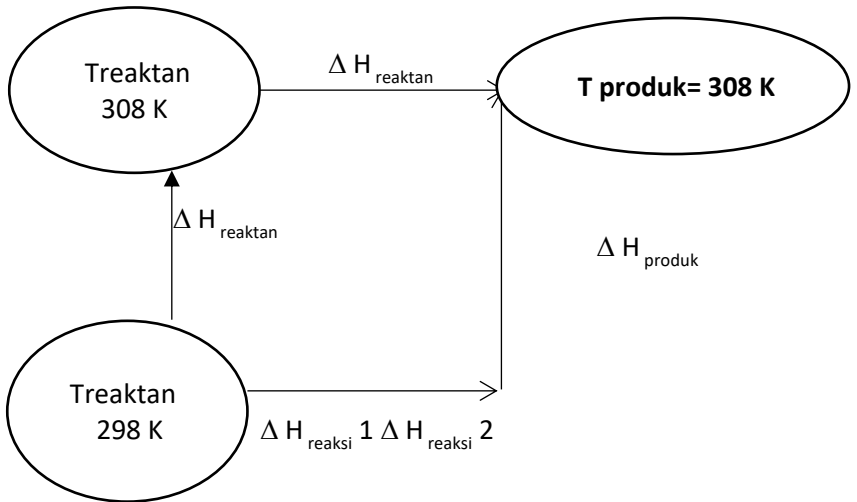 Treaktan
308 K
Δ H reaktan
T produk= 308 K
Δ H reaktan
Δ H produk
Treaktan
298 K
Δ H reaksi 1 Δ H reaksi 2